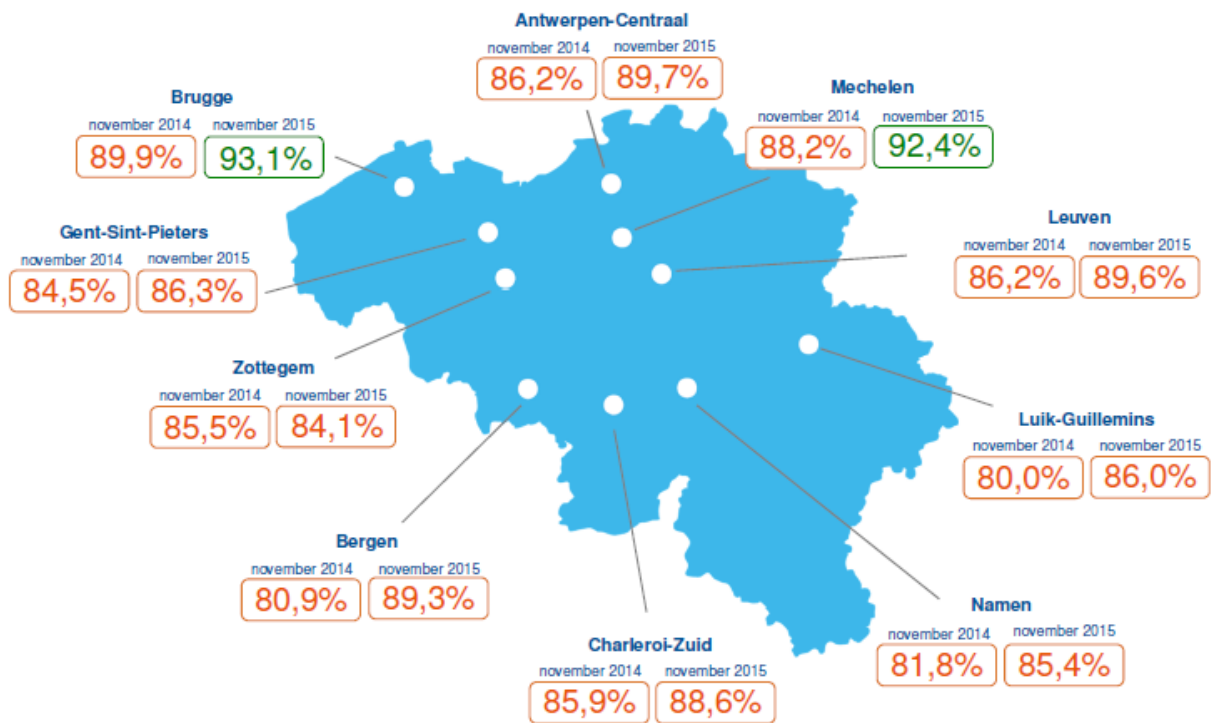 Antwerpen-Centraal
november 2014 november 2015
86,2% 89,7%
Brugge
november 2014 november 2015
89,9% 93,1%
Mechelen
november 2014 november 2015
88,2% 92,4%
Gent-Sint-Pieters
november 2014 november 2015
84,5% 86,3%
Leuven
november 2014 november 2015
86,2% 89,6%
Zottegem
november 2014 november 2015
85,5% 84,1%
Luik-Guillemins
november 2014 november 2015
80,0% 86,0%
Bergen
november 2014 november 2015
80,9% 89,3%
Namen
november 2014 november 2015
81,8% 85,4%
Charleroi-Zuid
november 2014 november 2015
85,9% 88,6%